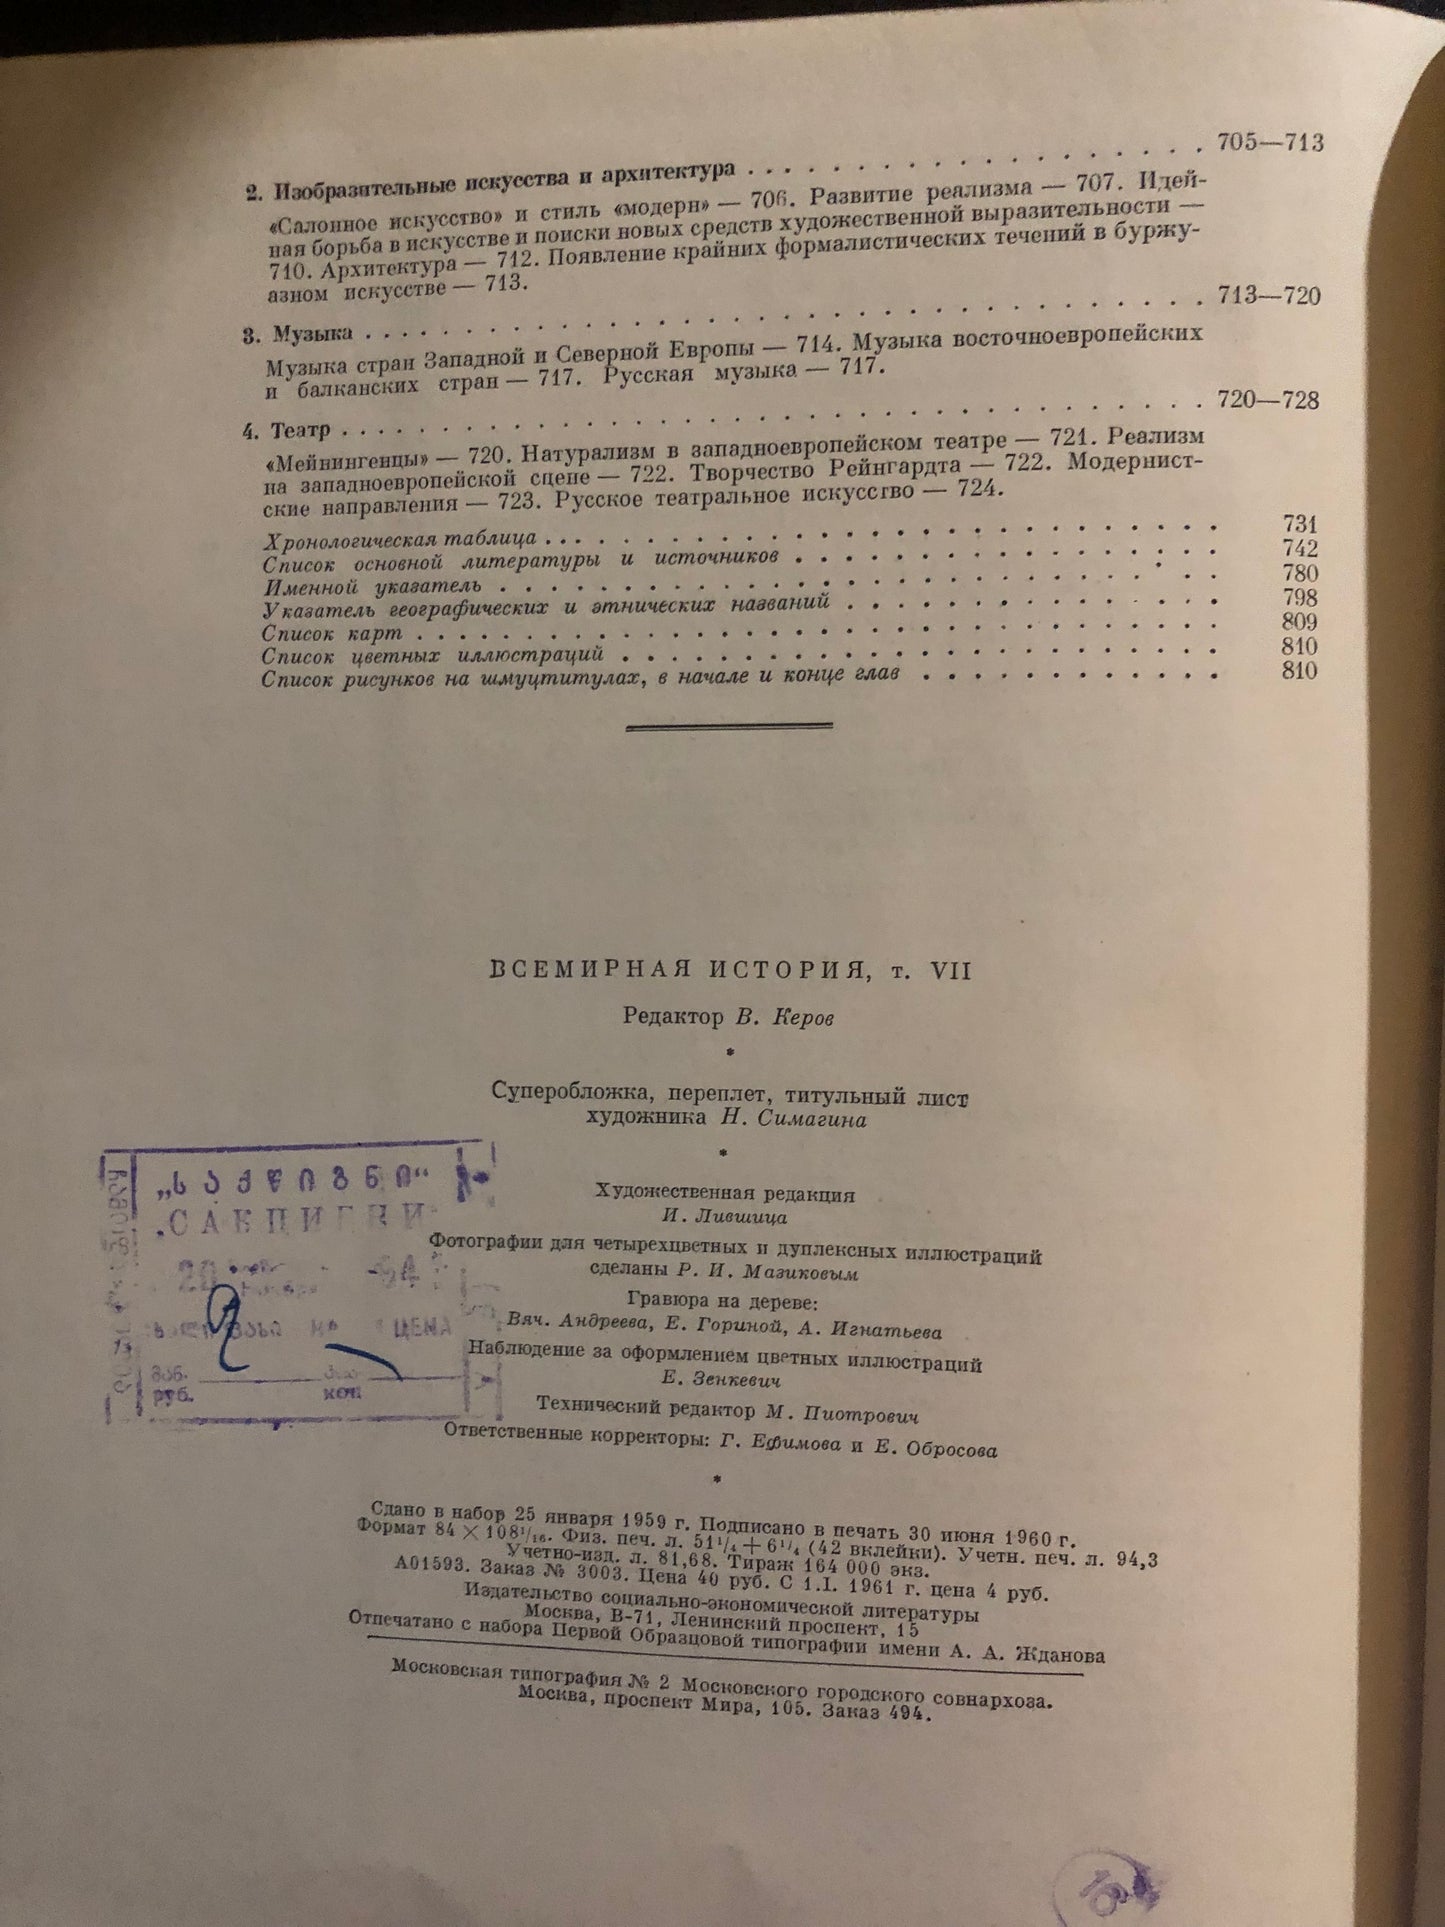 2. Изобразительные искусства и архитектура . . . . . . . . . . . . . . . . . . 705—713
«Салонное искусство» и стиль «модерн» — 706. Развитие реализма — 707. Идей-
ная борьба в искусстве и поиски новых средств художественной выразительности —
710. Архитектура — 712. Появление крайних формалистических течений в буржу-
азном искусстве — 713.
3. Музыка . . . . . . . . . . . . . . . . . . . . . . . . . . . . . . . . 713—720
Музыка стран Западной и Северной Европы — 714. Музыка восточноевропейских
и балканских стран — 717. Русская музыка — 717.
4. Театр . . . . . . . . . . . . . . . . . . . . . . . . . . . . . . . . 720—728
«Мейнингенцы» — 720. Натурализм в западноевропейском театре — 721. Реализм
на западноевропейской сцене — 722. Творчество Рейнгардта — 722. Модернист-
ские направления — 723. Русское театральное искусство — 724.
Хронологическая таблица . . . . . . . . . . . . . . . . . . . . . . . . 731
Список основной литературы и источников . . . . . . . . . . . . . . . . 742
Именной указатель . . . . . . . . . . . . . . . . . . . . . . . . . . . 780
Указатель географических и этнических названий . . . . . . . . . . . . . 798
Список карт . . . . . . . . . . . . . . . . . . . . . . . . . . . . . . 809
Список цветных иллюстраций . . . . . . . . . . . . . . . . . . . . . . 810
Список рисунков на шмуцтитулах, в начале и конце глав . . . . . . . . . . 810
ВСЕМИРНАЯ ИСТОРИЯ, т. VII
Редактор В. Керов
*
Суперобложка, переплет, титульный лист
художника Н. Симагина
*
„საქწიგნი“
Художественная редакция
И. Лившица
Фотографии для четырехцветных и дуплексных иллюстраций
сделаны Р. И. Мазиковым
Гравюра на дереве:
Вяч. Андреева, Е. Гориной, А. Игнатьева
ЦЕНА
Наблюдение за оформлением цветных иллюстраций
Е. Зенкевич
руб. коп
Технический редактор М. Пиотрович
Ответственные корректоры: Г. Ефимова и Е. Обросова
*
Сдано в набор 25 января 1959 г. Подписано в печать 30 июня 1960 г.
Формат 84 × 108¹/₁₆. Физ. печ. л. 51¹/₄ + 6¹/₄ (42 вклейки). Учетн. печ. л. 94,3
Учетно-изд. л. 81,68. Тираж 164 000 экз.
А01593. Заказ № 3003. Цена 40 руб. С 1.I. 1961 г. цена 4 руб.
Издательство социально-экономической литературы
Москва, В-71, Ленинский проспект, 15
Отпечатано с набора Первой Образцовой типографии имени А. А. Жданова
Московская типография № 2 Московского городского совнархоза.
Москва, проспект Мира, 105. Заказ 494.